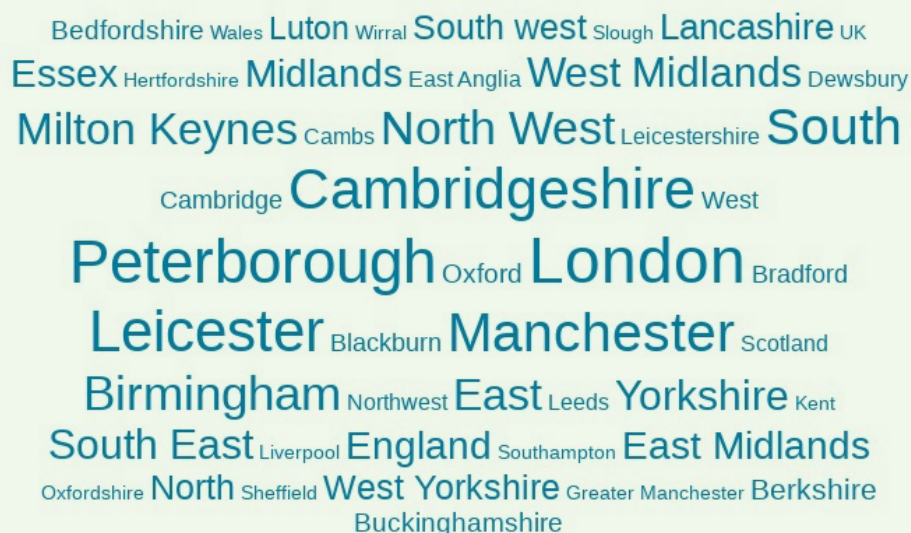 Bedfordshire Wales Luton Wirral South west Slough Lancashire UK
Essex Hertfordshire Midlands East Anglia West Midlands Dewsbury
Milton Keynes Cambs North West Leicestershire South
Cambridge Cambridgeshire West
Peterborough Oxford London Bradford
Leicester Blackburn Manchester Scotland
Birmingham Northwest East Leeds Yorkshire Kent
South East Liverpool England Southampton East Midlands
Oxfordshire North Sheffield West Yorkshire Greater Manchester Berkshire
Buckinghamshire